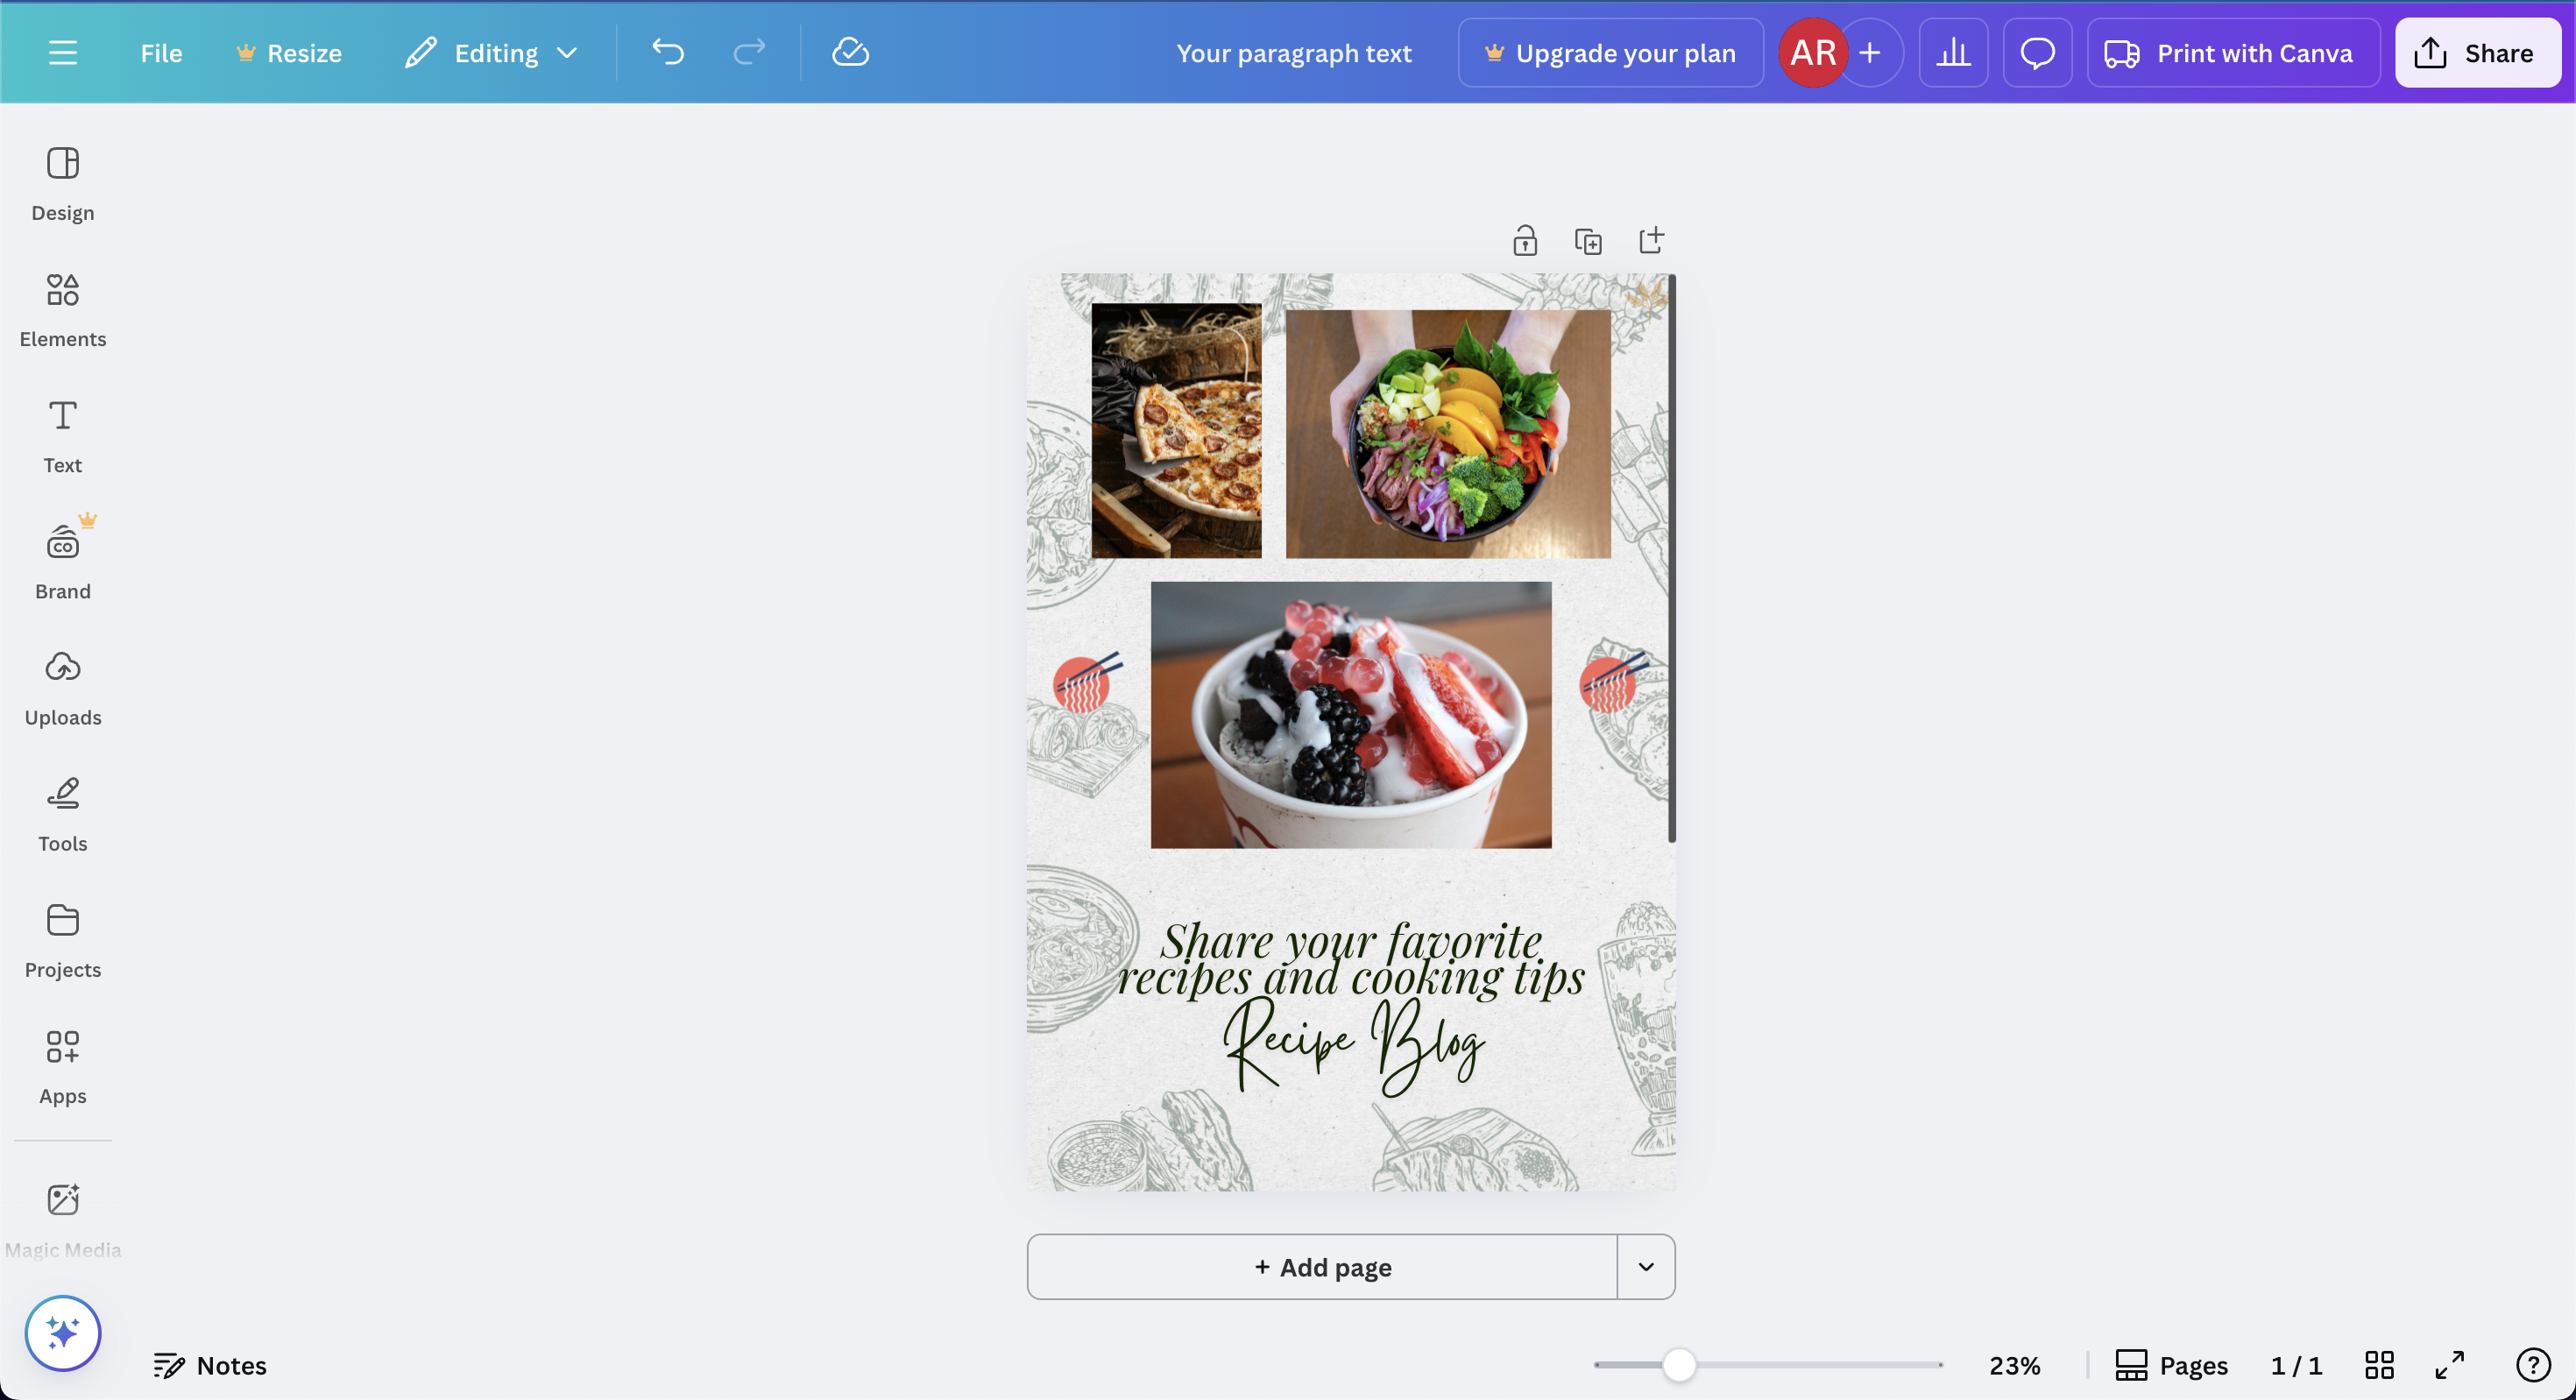 File
Resize
Editing
Your paragraph text
Upgrade your plan
AR
Print with Canva
Share
Design
Elements
Text
CO
Brand
Uploads
Tools
Projects
Apps
Magic Media
Share your favorite
recipes and cooking tips
Recipe Blog
+ Add page
Notes
23%
Pages
1 / 1